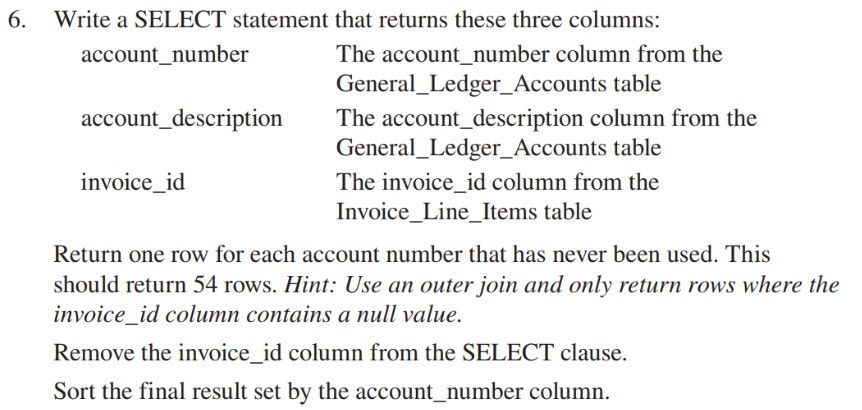 6. Write a SELECT statement that returns these three columns:
account_number The account_number column from the
General_Ledger_Accounts table
account_description The account_description column from the
General_Ledger_Accounts table
invoice_id The invoice_id column from the
Invoice_Line_Items table
Return one row for each account number that has never been used. This
should return 54 rows. Hint: Use an outer join and only return rows where the
invoice_id column contains a null value.
Remove the invoice_id column from the SELECT clause.
Sort the final result set by the account_number column.